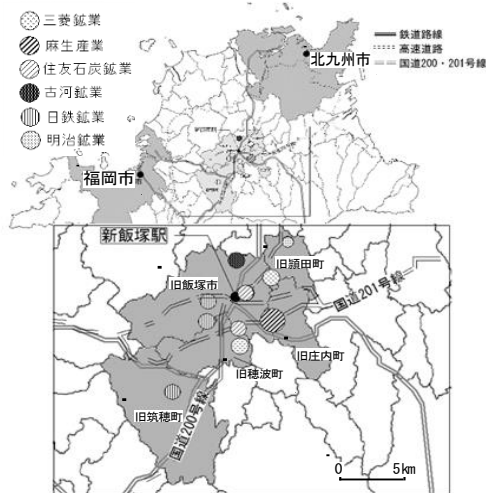 三菱鉱業
麻生産業
住友石炭鉱業
古河鉱業
日鉄鉱業
明治鉱業
鉄道路線
高速道路
国道200・201号線
北九州市
福岡市
新飯塚駅
旧頴田町
旧飯塚市
国道201号線
旧庄内町
旧穂波町
旧筑穂町
国道200号線
0 5km